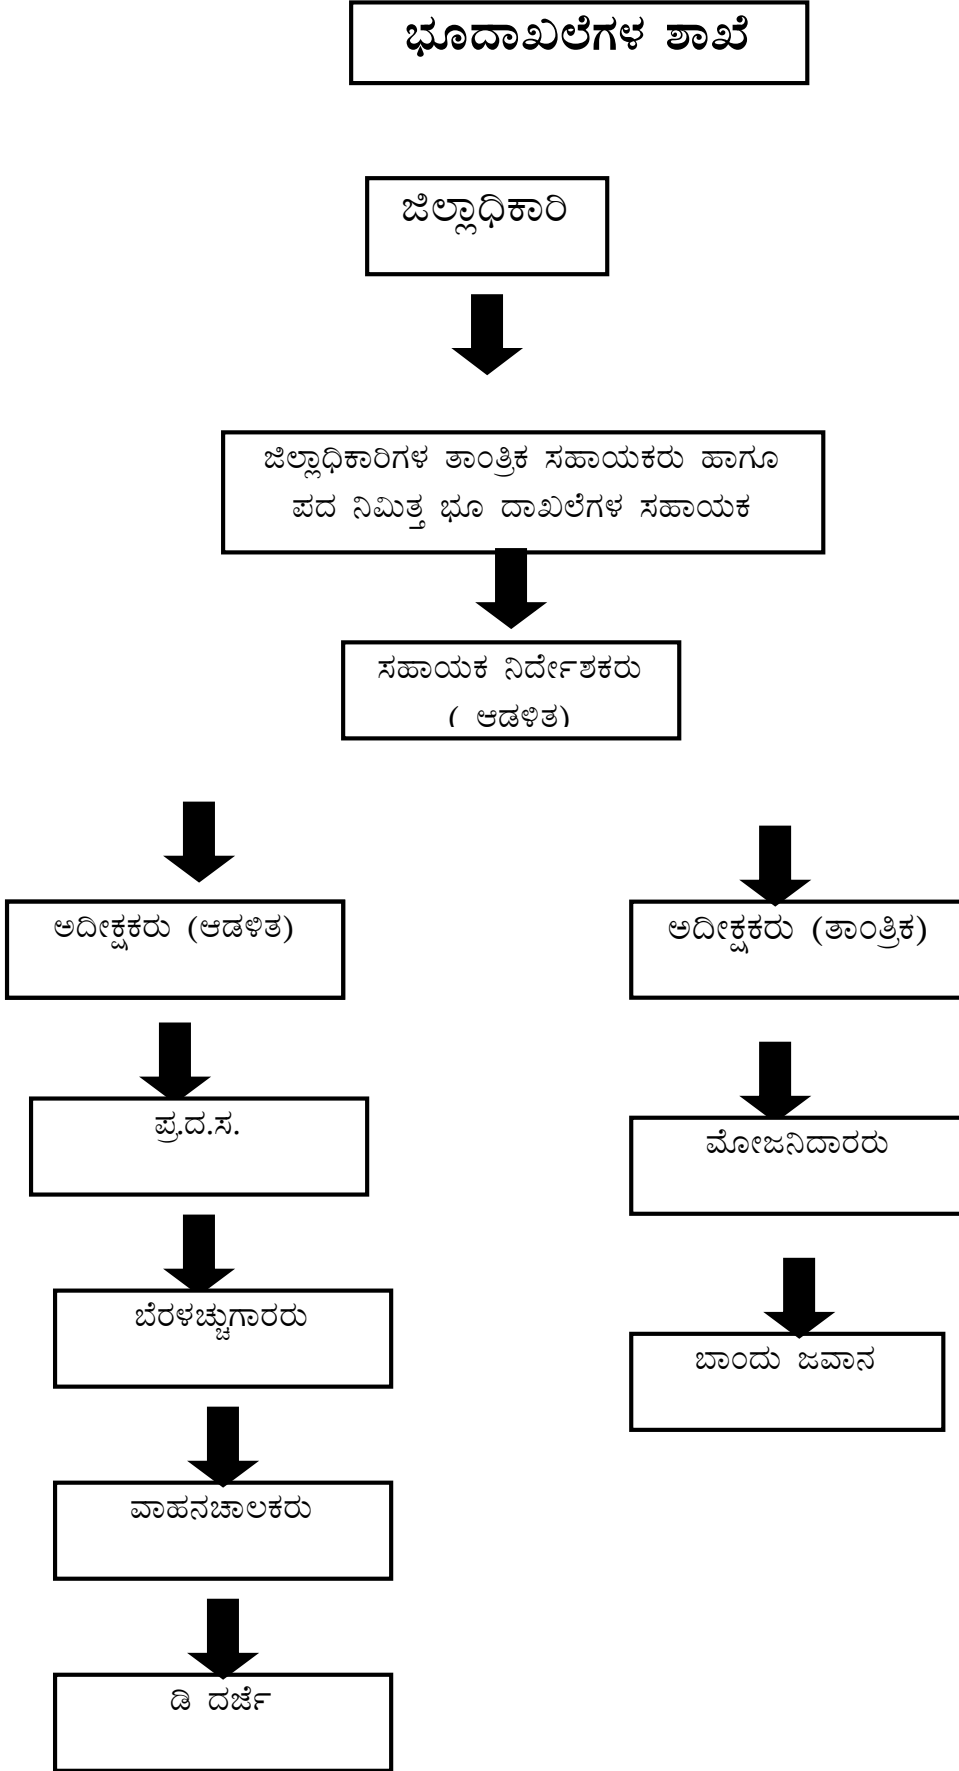 ಭೂದಾಖಲೆಗಳ ಶಾಖೆ
ಜಿಲ್ಲಾಧಿಕಾರಿ
ಜಿಲ್ಲಾಧಿಕಾರಿಗಳ ತಾಂತ್ರಿಕ ಸಹಾಯಕರು ಹಾಗೂ
ಪದ ನಿಮಿತ್ತ ಭೂ ದಾಖಲೆಗಳ ಸಹಾಯಕ
ಸಹಾಯಕ ನಿರ್ದೇಶಕರು
( ಆಡಳಿತ)
ಅದೀಕ್ಷಕರು (ಆಡಳಿತ)
ಪ್ರ.ದ.ಸ.
ಬೆರಳಚ್ಚುಗಾರರು
ವಾಹನಚಾಲಕರು
ಡಿ ದರ್ಜೆ
ಅದೀಕ್ಷಕರು (ತಾಂತ್ರಿಕ)
ಮೋಜನಿದಾರರು
ಬಾಂದು ಜವಾನ